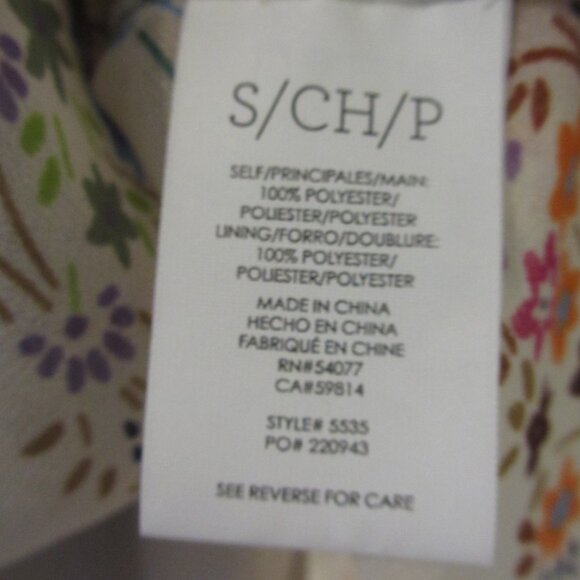 S/CH/P
SELF/PRINCIPALES/MAIN:
100% POLYESTER/
POLIESTER/POLYESTER
LINING/FORRO/DOUBLURE:
100% POLYESTER/
POLIESTER/POLYESTER
MADE IN CHINA
HECHO EN CHINA
FABRIQUÉ EN CHINE
RN#54077
CA#59814
STYLE# 5535
PO# 220943
SEE REVERSE FOR CARE